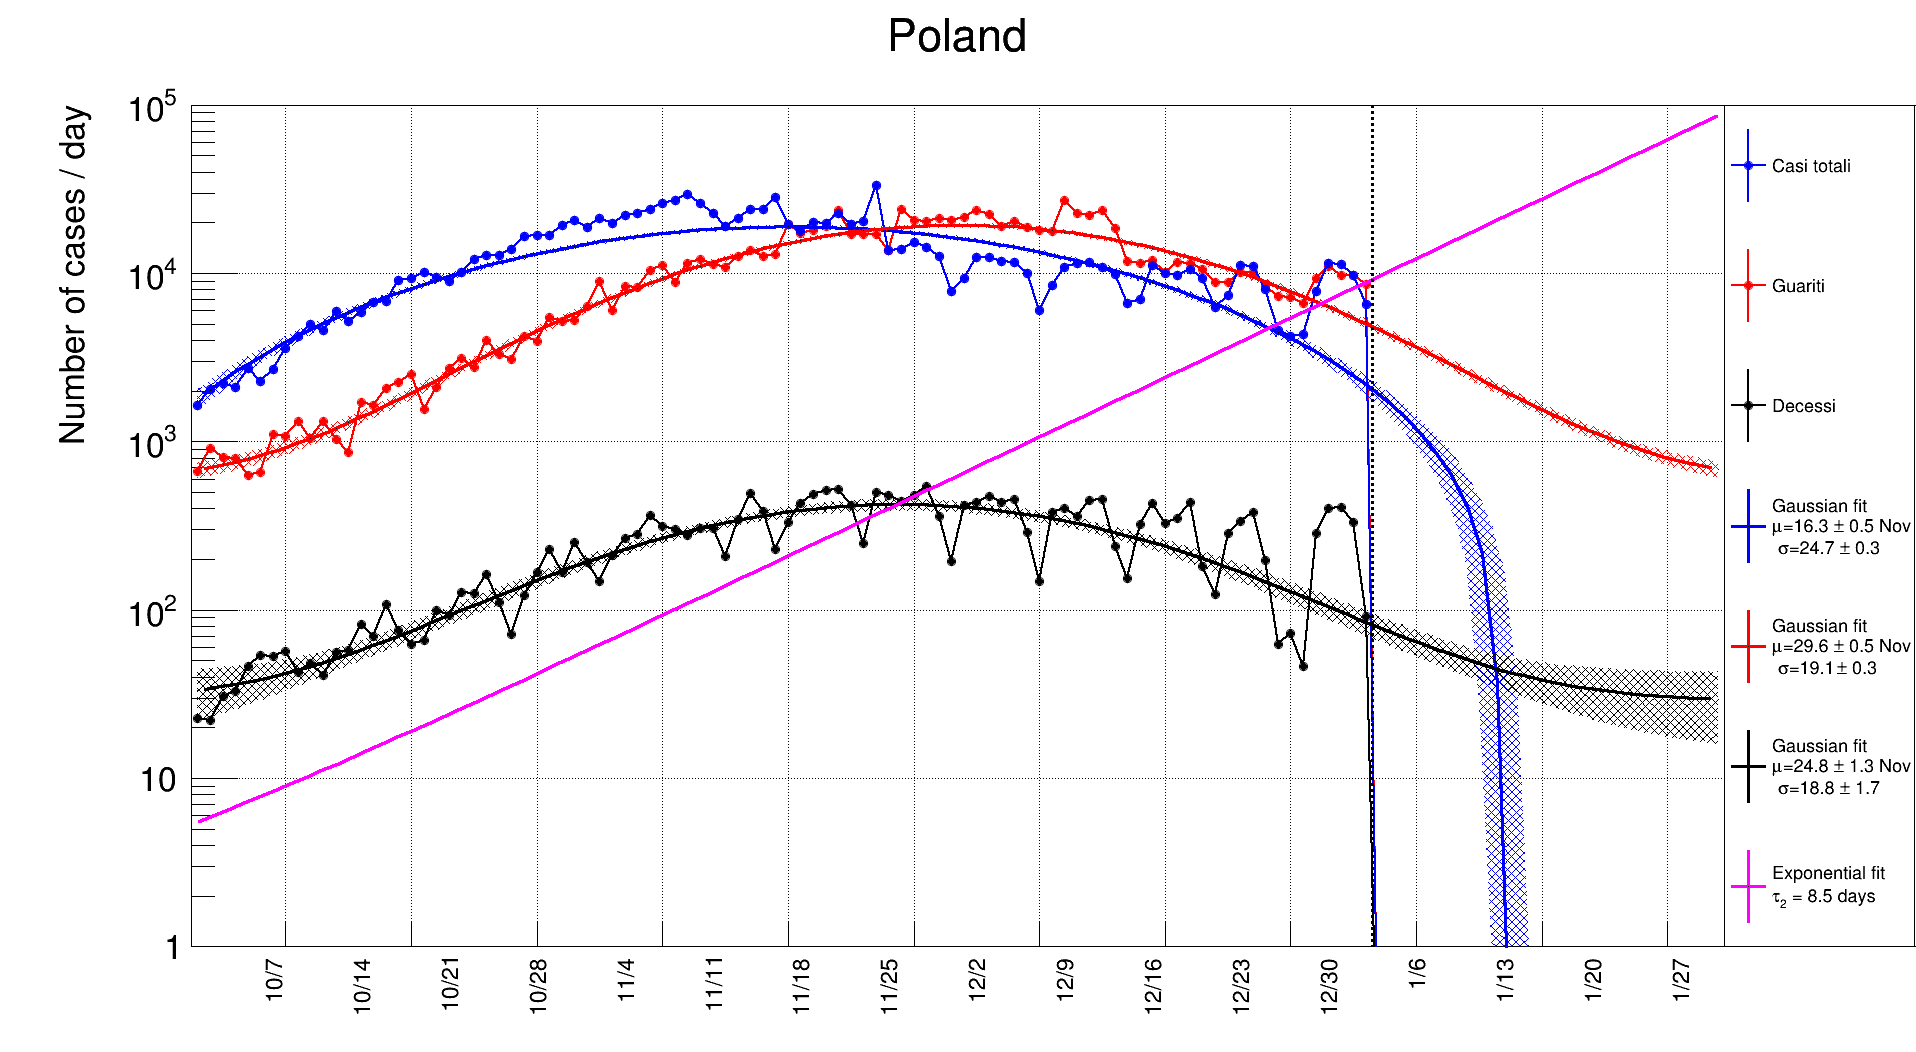 Poland
Number of cases / day
10^5
10^4
10^3
10^2
10
1
10/7
10/14
10/21
10/28
11/4
11/11
11/18
11/25
12/2
12/9
12/16
12/23
12/30
1/6
1/13
1/20
1/27
Casi totali
Guariti
Decessi
Gaussian fit
μ=16.3 ± 0.5 Nov
σ=24.7 ± 0.3
Gaussian fit
μ=29.6 ± 0.5 Nov
σ=19.1 ± 0.3
Gaussian fit
μ=24.8 ± 1.3 Nov
σ=18.8 ± 1.7
Exponential fit
τ₂ = 8.5 days